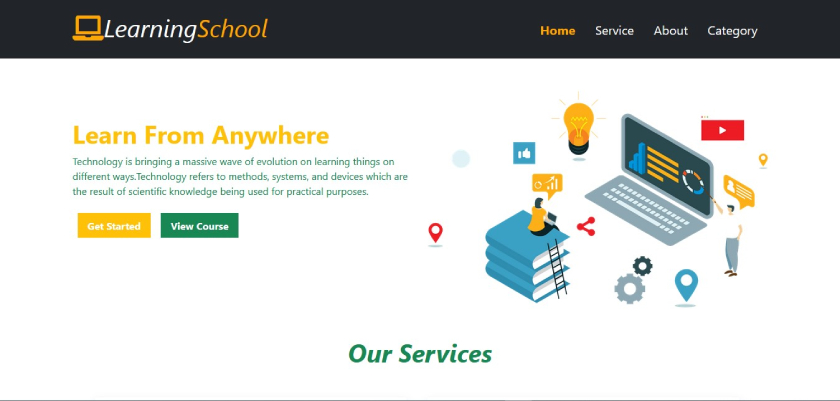 LearningSchool
Home Service About Category
Learn From Anywhere
Technology is bringing a massive wave of evolution on learning things on
different ways.Technology refers to methods, systems, and devices which are
the result of scientific knowledge being used for practical purposes.
Get Started View Course
Our Services